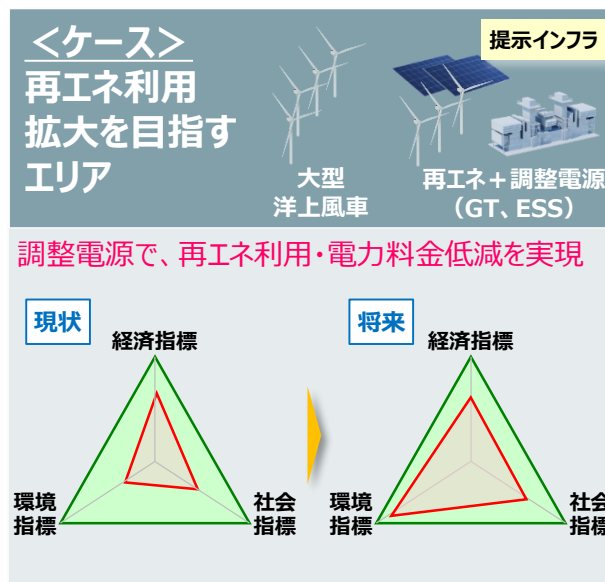 <ケース>
再エネ利用
拡大を目指す
エリア
提示インフラ
大型
洋上風車
再エネ+調整電源
(GT、ESS)
調整電源で、再エネ利用・電力料金低減を実現
現状
経済指標
環境
指標
社会
指標
将来
経済指標
環境
指標
社会
指標